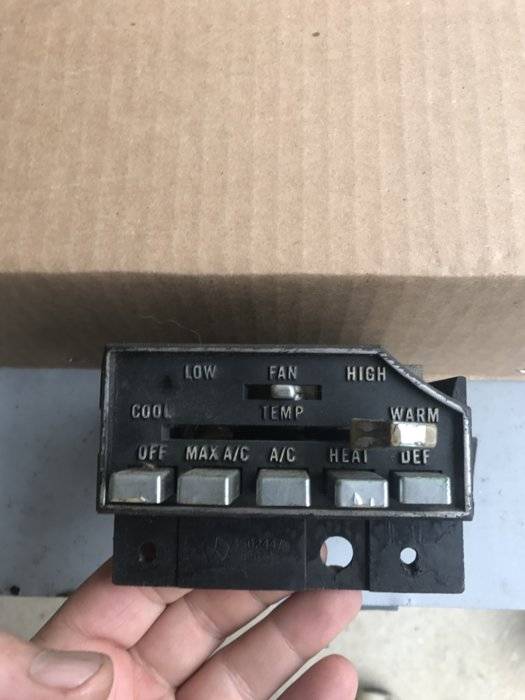 LOW FAN HIGH
COOL TEMP WARM
OFF MAX A/C A/C HEAT DEF